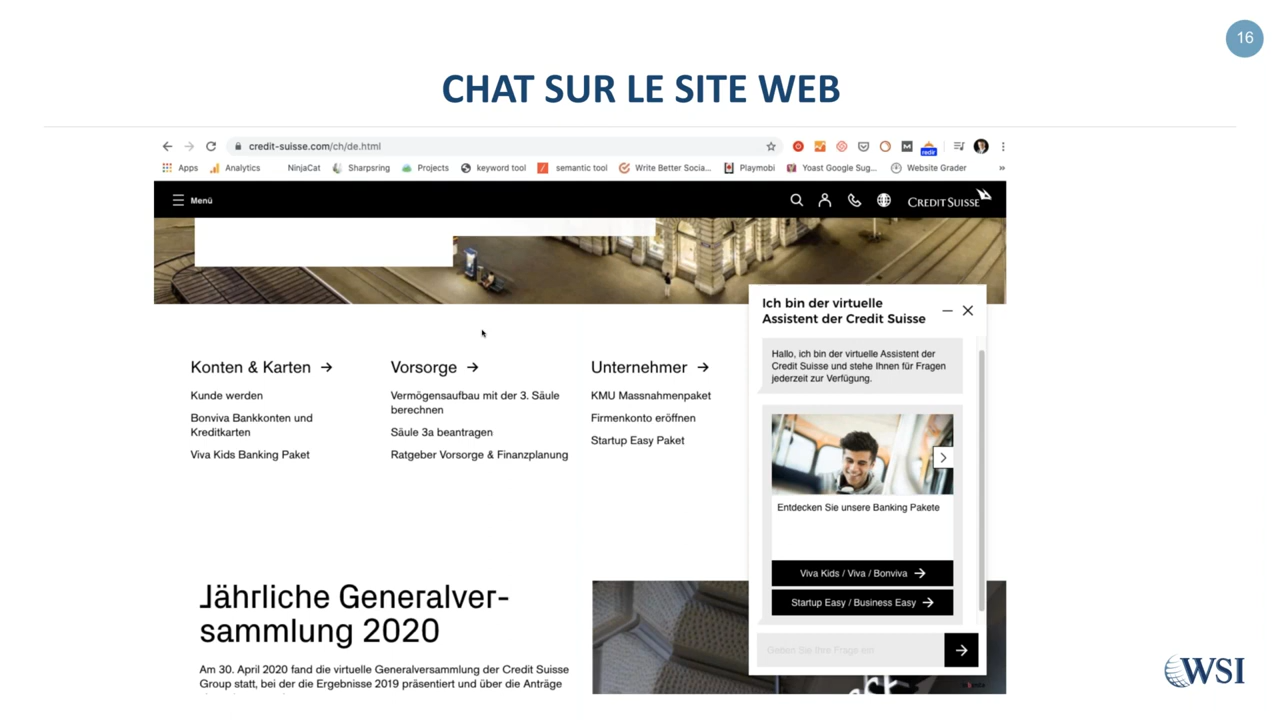 16
CHAT SUR LE SITE WEB
credit-suisse.com/ch/de.html
Apps
Analytics
NinjaCat
Sharpsring
Projects
keyword tool
semantic tool
Write Better Socia...
Playmobi
Yoast Google Sug...
Website Grader
»
M
redir
Menü
CREDIT SUISSE
Konten & Karten →
Kunde werden
Bonviva Bankkonten und
Kreditkarten
Viva Kids Banking Paket
Vorsorge →
Vermögensaufbau mit der 3. Säule
berechnen
Säule 3a beantragen
Ratgeber Vorsorge & Finanzplanung
Unternehmer →
KMU Massnahmenpaket
Firmenkonto eröffnen
Startup Easy Paket
Ich bin der virtuelle
Assistent der Credit Suisse
Hallo, ich bin der virtuelle Assistent der
Credit Suisse und stehe Ihnen für Fragen
jederzeit zur Verfügung.
Entdecken Sie unsere Banking Pakete
Viva Kids / Viva / Bonviva →
Startup Easy / Business Easy →
Geben Sie Ihre Frage ein
Jährliche Generalver-
sammlung 2020
Am 30. April 2020 fand die virtuelle Generalversammlung der Credit Suisse
Group statt, bei der die Ergebnisse 2019 präsentiert und über die Anträge
WSI